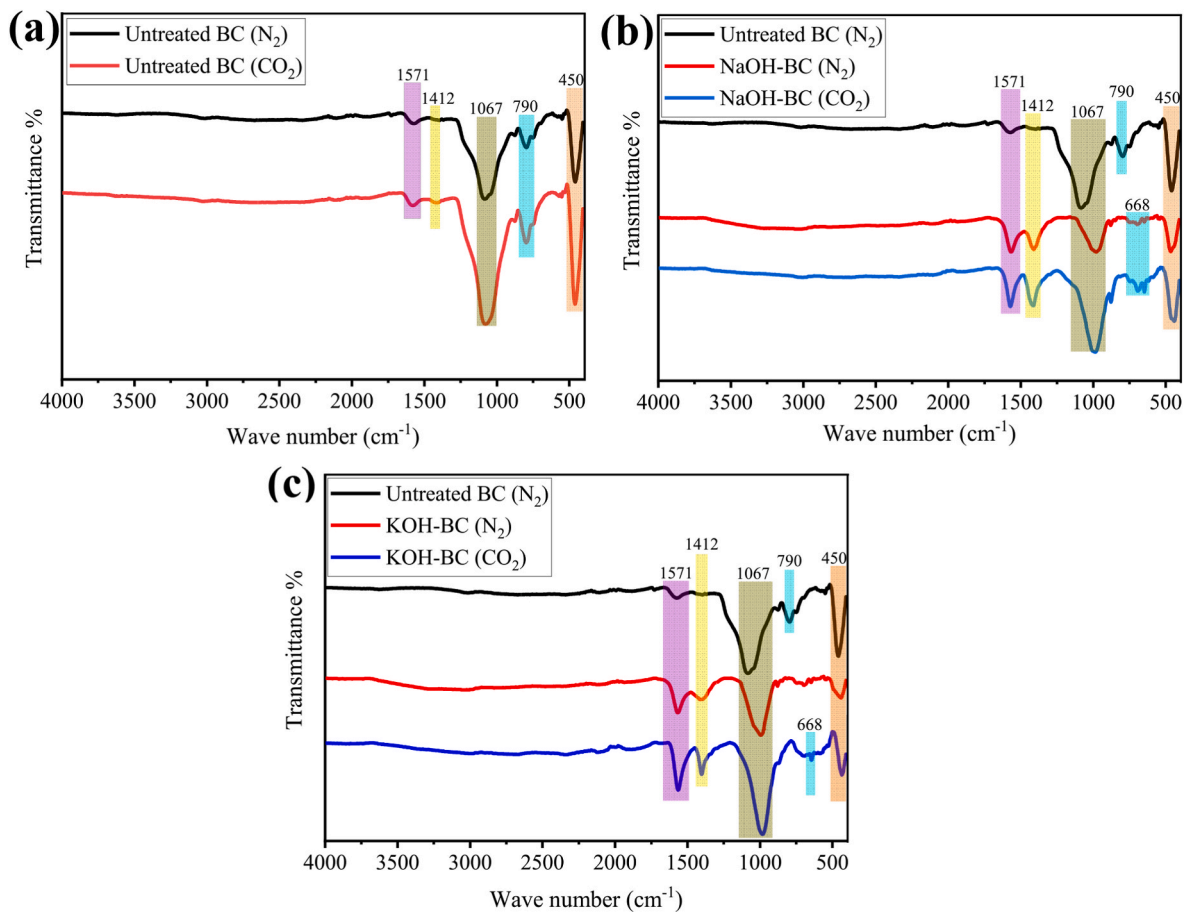 (a)
Untreated BC (N₂)
Untreated BC (CO₂)
1571
1412
1067
790
450
Transmittance %
4000 3500 3000 2500 2000 1500 1000 500
Wave number (cm⁻¹)
(b)
Untreated BC (N₂)
NaOH-BC (N₂)
NaOH-BC (CO₂)
1571
1412
1067
790
450
668
Transmittance %
4000 3500 3000 2500 2000 1500 1000 500
Wave number (cm⁻¹)
(c)
Untreated BC (N₂)
KOH-BC (N₂)
KOH-BC (CO₂)
1571
1412
1067
790
450
668
Transmittance %
4000 3500 3000 2500 2000 1500 1000 500
Wave number (cm⁻¹)